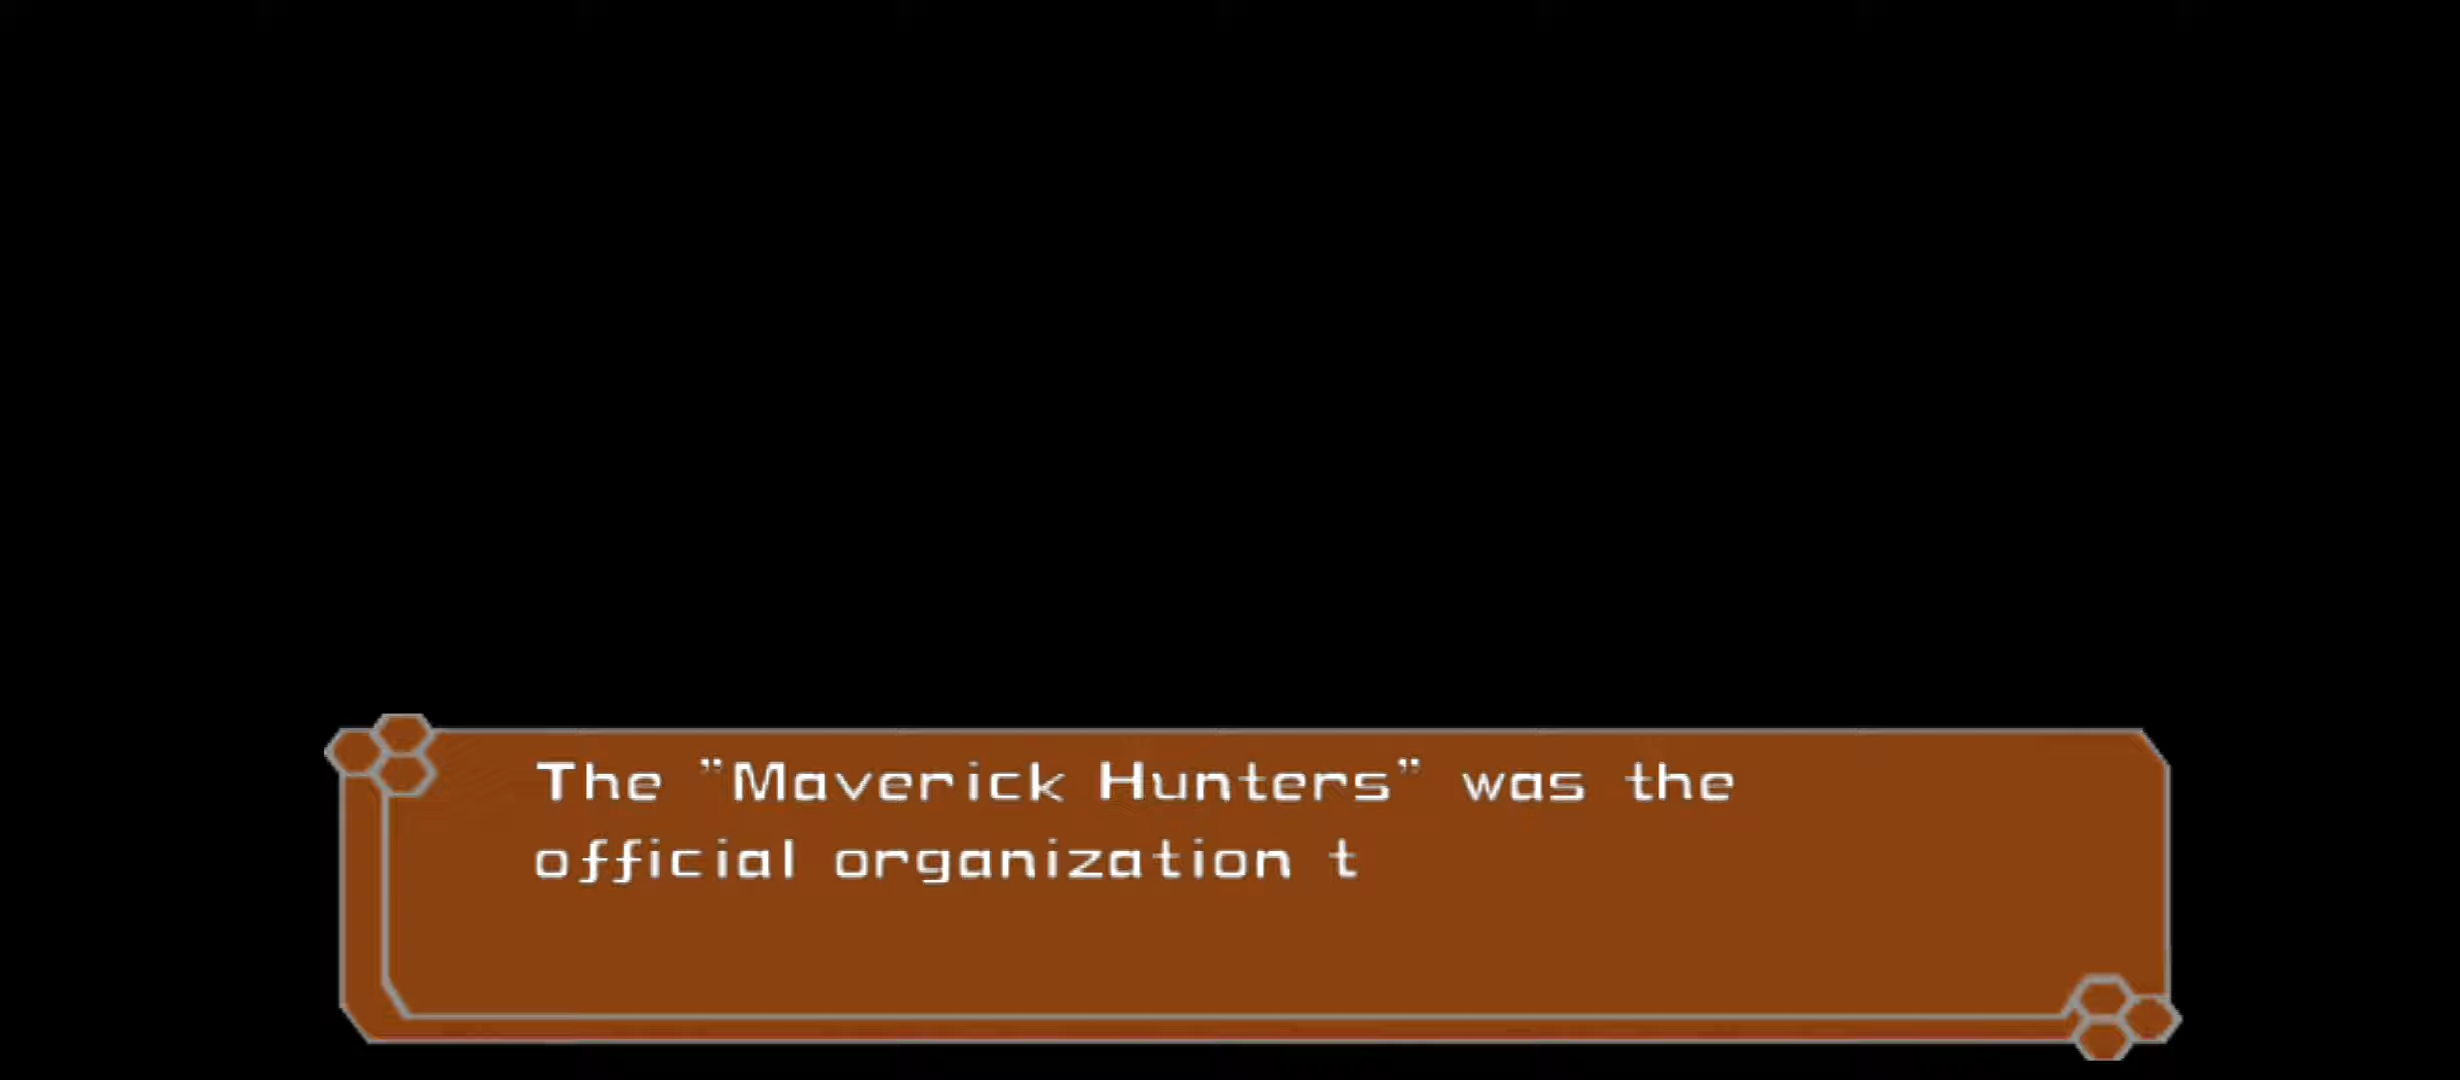 The "Maverick Hunters" was the
official organization t